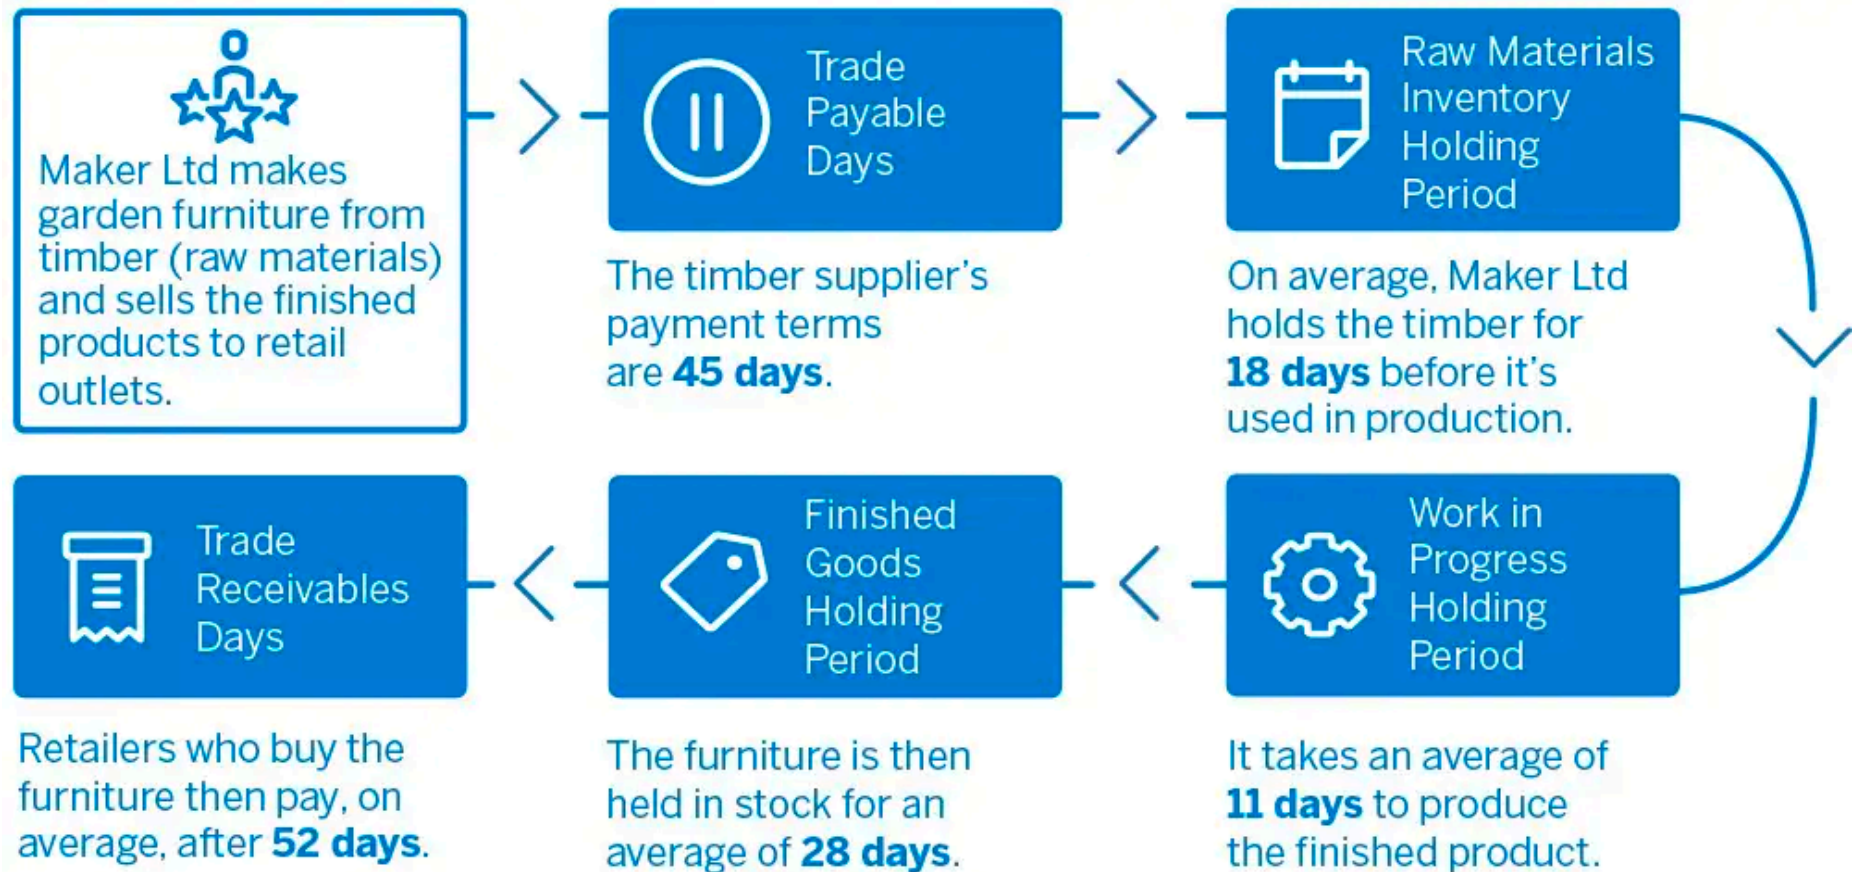 Maker Ltd makes
garden furniture from
timber (raw materials)
and sells the finished
products to retail
outlets.
Trade
Payable
Days
The timber supplier’s
payment terms
are 45 days.
Raw Materials
Inventory
Holding
Period
On average, Maker Ltd
holds the timber for
18 days before it’s
used in production.
Work in
Progress
Holding
Period
It takes an average of
11 days to produce
the finished product.
Finished
Goods
Holding
Period
The furniture is then
held in stock for an
average of 28 days.
Trade
Receivables
Days
Retailers who buy the
furniture then pay, on
average, after 52 days.